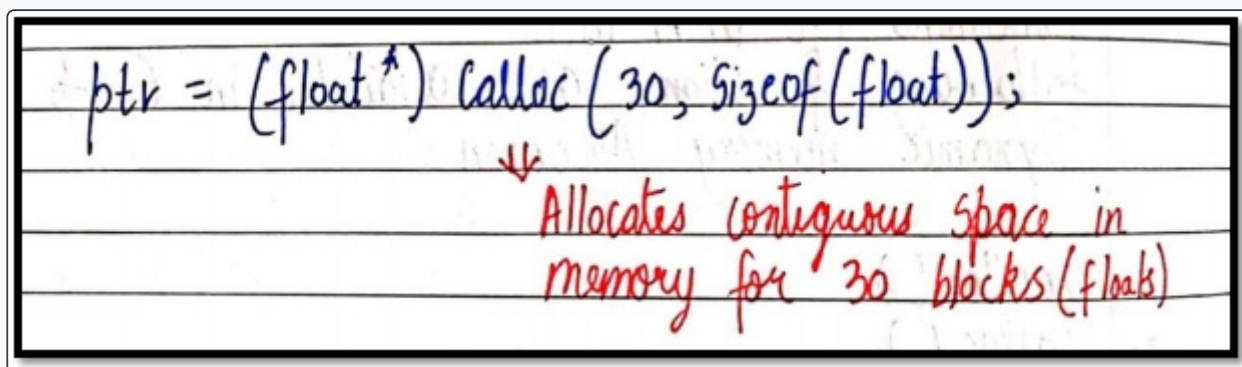 ptr = (float*) Calloc (30, Sizeof (float));
Allocates contiguous space in
memory for 30 blocks (floats)